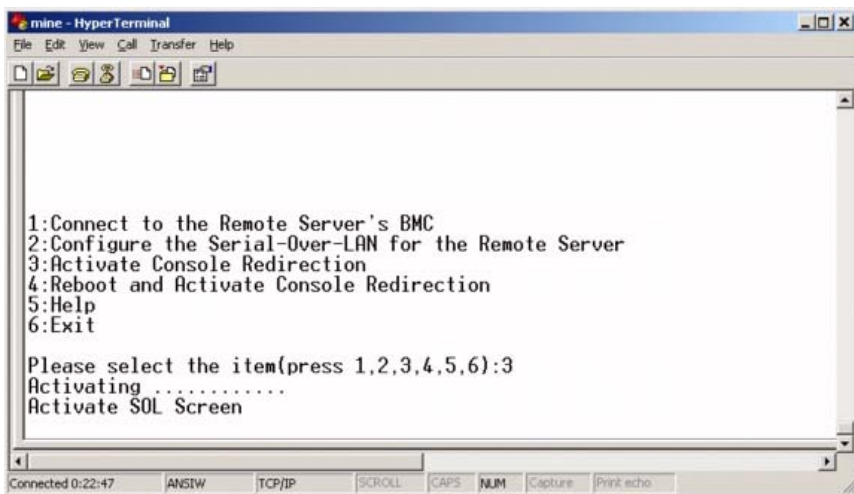 mine - HyperTerminal
File Edit View Call Transfer Help
1:Connect to the Remote Server's BMC
2:Configure the Serial-Over-LAN for the Remote Server
3:Activate Console Redirection
4:Reboot and Activate Console Redirection
5:Help
6:Exit
Please select the item(press 1,2,3,4,5,6):3
Activating ............
Activate SOL Screen
Connected 0:22:47 ANSIW TCP/IP SCROLL CAPS NUM Capture Print echo